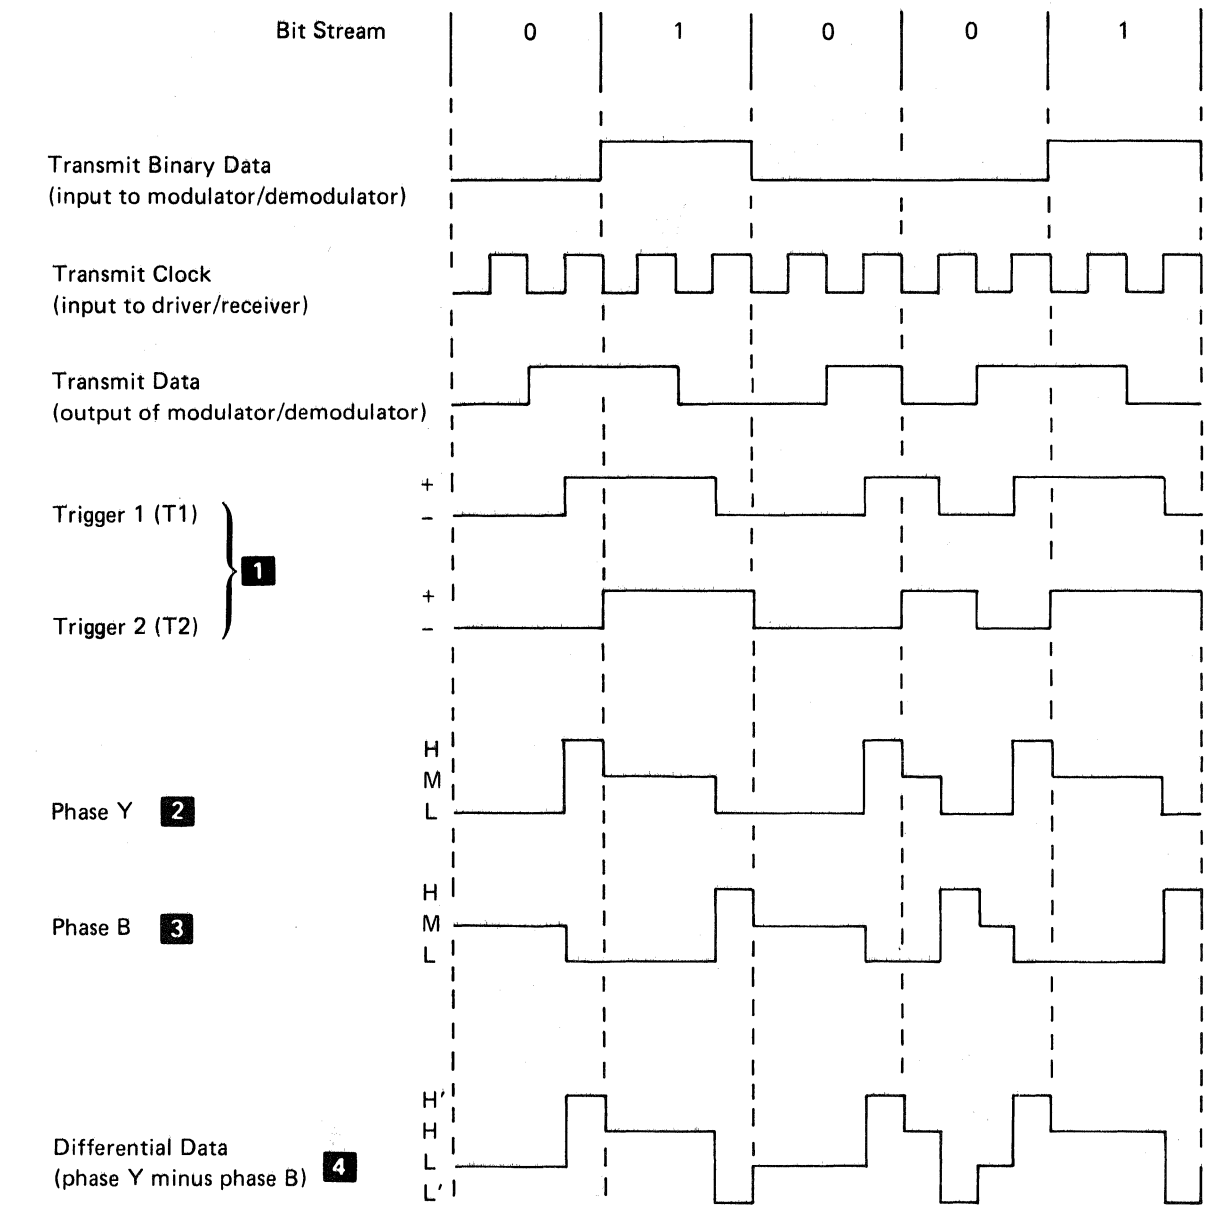 Bit Stream 0 1 0 0 1
Transmit Binary Data
(input to modulator/demodulator)
Transmit Clock
(input to driver/receiver)
Transmit Data
(output of modulator/demodulator)
+
Trigger 1 (T1) −
1
+
Trigger 2 (T2) −
H
M
Phase Y 2 L
H
Phase B 3 M
L
H′
H
Differential Data L
(phase Y minus phase B) 4
L′